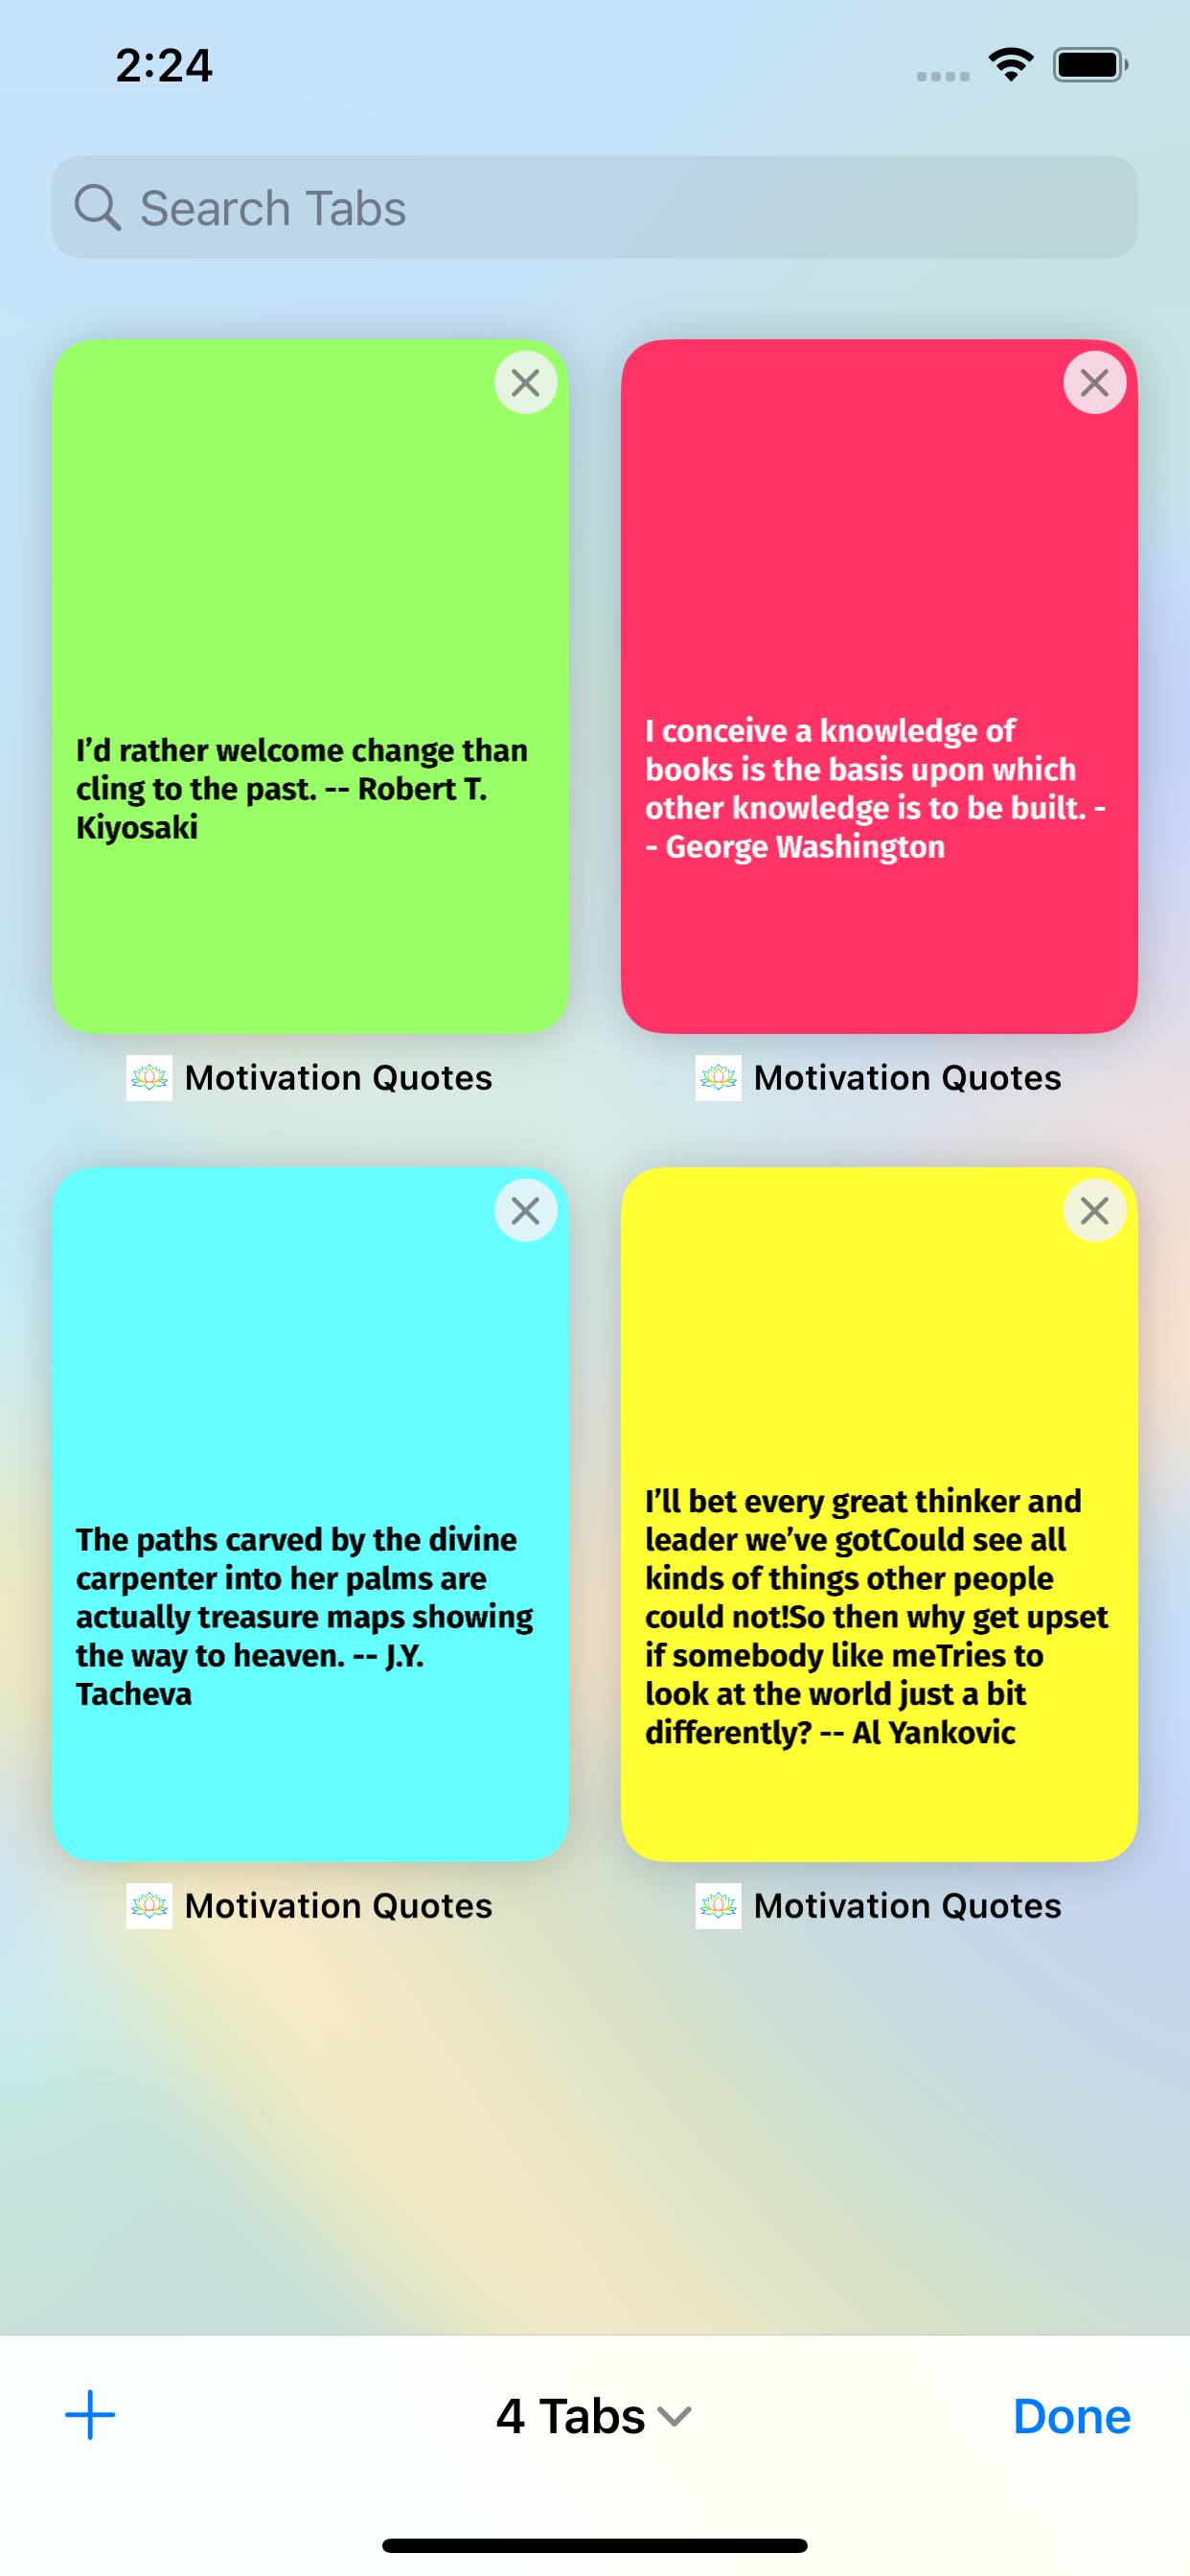 2:24
Search Tabs
I’d rather welcome change than
cling to the past. -- Robert T.
Kiyosaki
I conceive a knowledge of
books is the basis upon which
other knowledge is to be built. -
- George Washington
Motivation Quotes
Motivation Quotes
The paths carved by the divine
carpenter into her palms are
actually treasure maps showing
the way to heaven. -- J.Y.
Tacheva
I’ll bet every great thinker and
leader we’ve gotCould see all
kinds of things other people
could not!So then why get upset
if somebody like meTries to
look at the world just a bit
differently? -- Al Yankovic
Motivation Quotes
Motivation Quotes
4 Tabs
Done